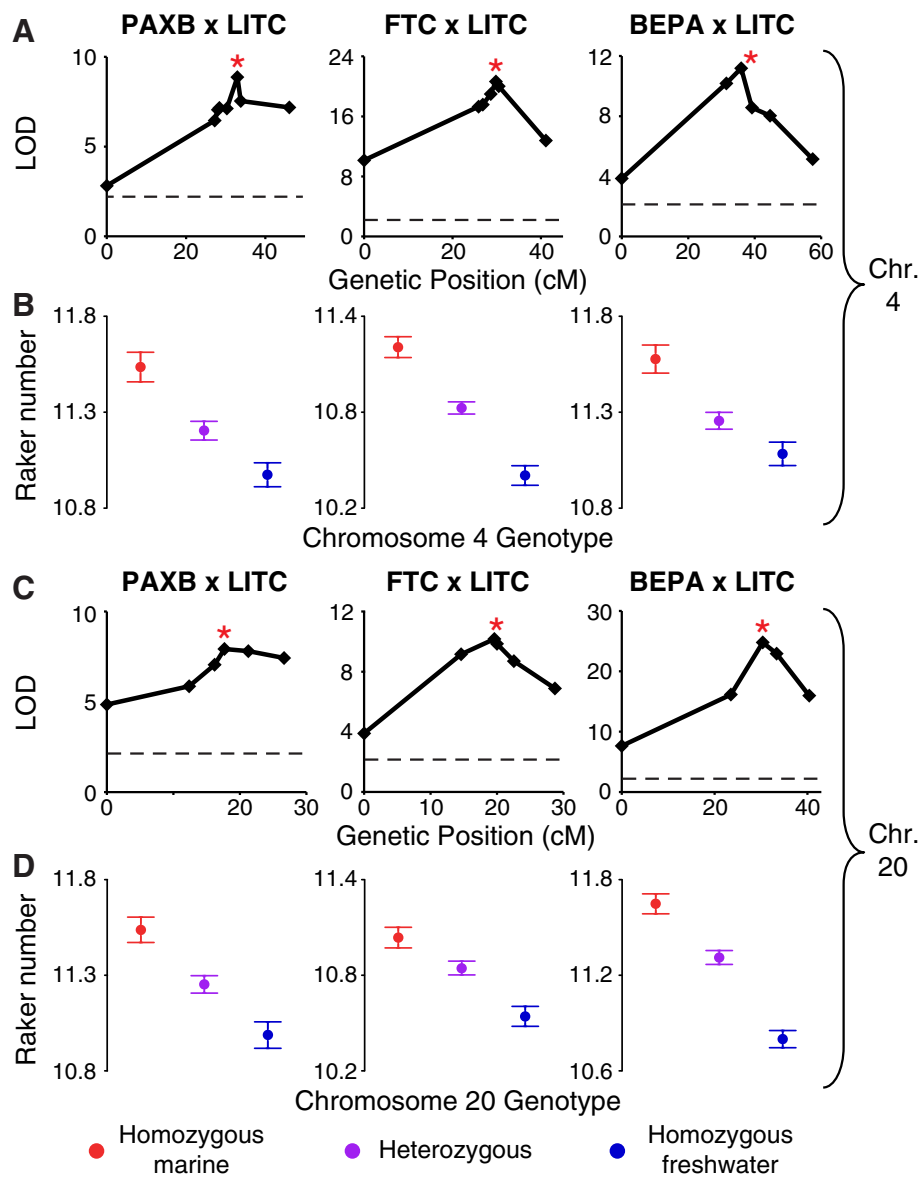 A
PAXB x LITC
FTC x LITC
BEPA x LITC
LOD
10
5
0
0
20
40
*
24
16
8
0
0
20
40
*
12
8
4
0
0
20
40
60
*
Genetic Position (cM)
B
Raker number
11.8
11.3
10.8
11.4
10.8
10.2
11.8
11.3
10.8
Chromosome 4 Genotype
Chr.
4
C
PAXB x LITC
FTC x LITC
BEPA x LITC
LOD
10
5
0
0
20
30
*
12
8
4
0
0
10
20
30
*
30
20
10
0
0
20
40
*
Genetic Position (cM)
D
Raker number
11.8
11.3
10.8
11.4
10.8
10.2
11.8
11.2
10.6
Chromosome 20 Genotype
Chr.
20
Homozygous
marine
Heterozygous
Homozygous
freshwater